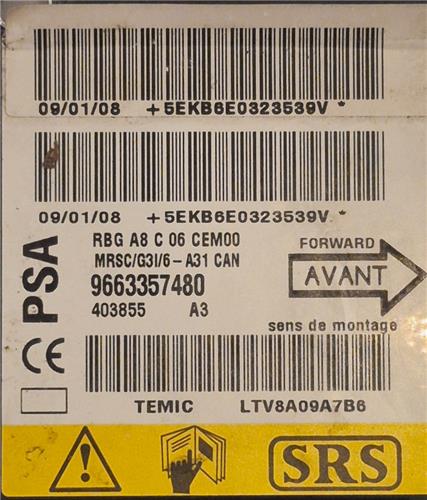 09/01/08 +5EKB6E0323539V *
09/01/08 +5EKB6E0323539V *
PSA
RBG A8 C 06 CEM00
MRSC/G3I/6 - A31 CAN
9663357480
403855 A3
FORWARD
AVANT
sens de montage
CE
TEMIC LTV8A09A7B6
SRS